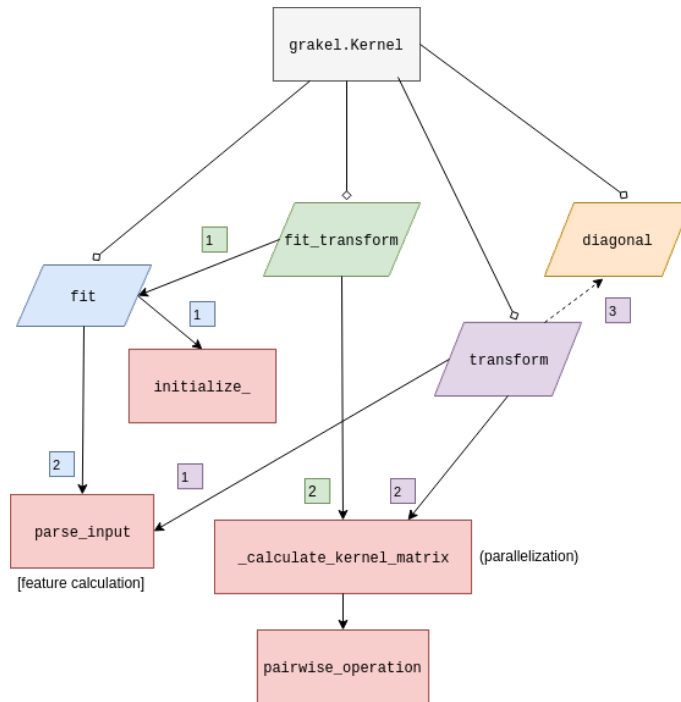 grakel.Kernel
1
fit_transform
diagonal
fit
1
3
initialize_
transform
2
1
2
2
parse_input
_calculate_kernel_matrix
(parallelization)
[feature calculation]
pairwise_operation